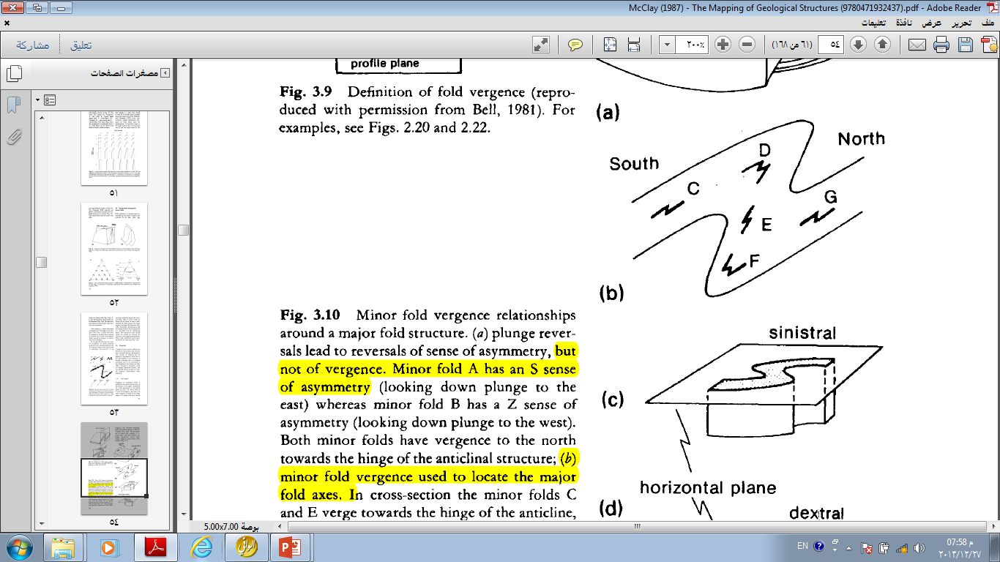 McClay (1987) - The Mapping of Geological Structures (9780471932437).pdf - Adobe Reader
ملف تحرير عرض نافذة تعليمات
٥٤ (٦١ من ١٦٨) ٢٠٠٪
تعليق مشاركة
مصغرات الصفحات
٥١
٥٢
٥٣
٥٤
profile plane
Fig. 3.9 Definition of fold vergence (repro-
duced with permission from Bell, 1981). For
examples, see Figs. 2.20 and 2.22.
(a)
South
North
D
C
G
E
F
(b)
Fig. 3.10 Minor fold vergence relationships
around a major fold structure. (a) plunge rever-
sals lead to reversals of sense of asymmetry, but
not of vergence. Minor fold A has an S sense
of asymmetry (looking down plunge to the
east) whereas minor fold B has a Z sense of
asymmetry (looking down plunge to the west).
Both minor folds have vergence to the north
towards the hinge of the anticlinal structure; (b)
minor fold vergence used to locate the major
fold axes. In cross-section the minor folds C
and E verge towards the hinge of the anticline,
sinistral
(c)
horizontal plane
(d)
dextral
5.00x7.00 بوصة
EN
07:58 م
٢٠١٣/١٢/٢٧